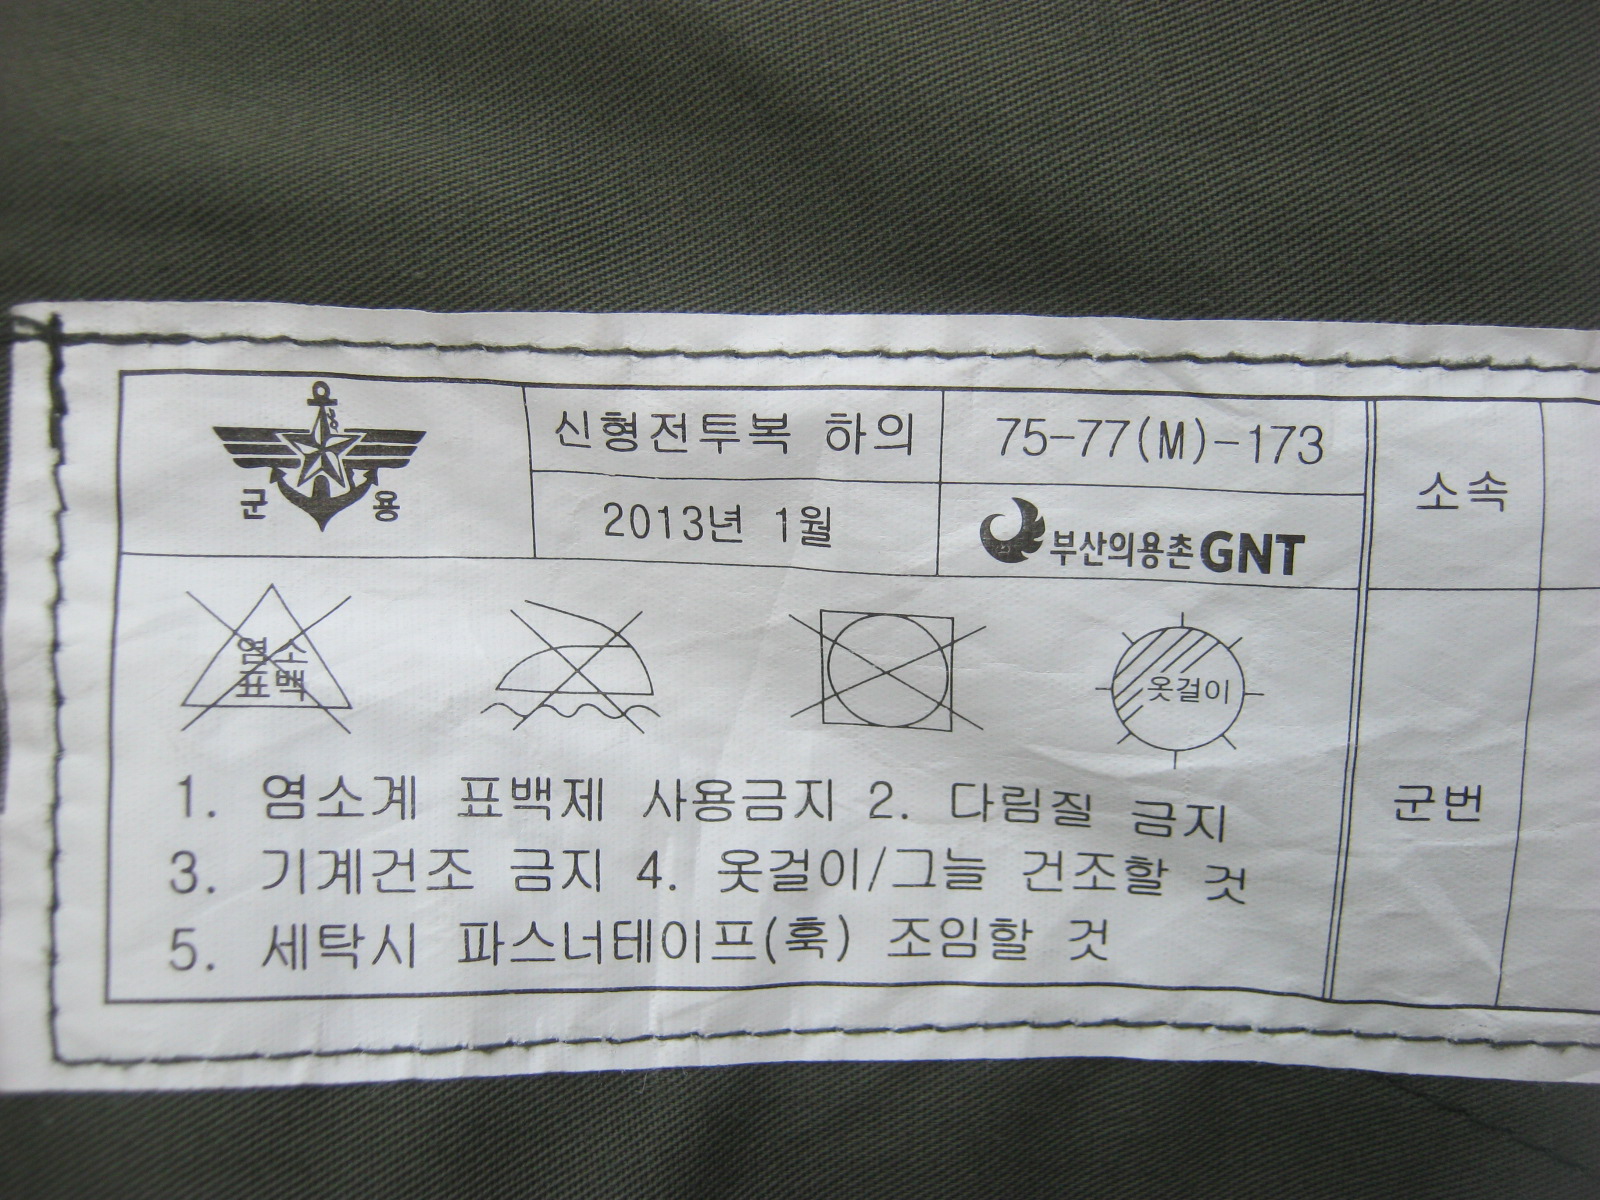 군 용
신형전투복 하의
75-77(M)-173
2013년 1월
부산의용촌GNT
소속
염소
표백
옷걸이
1. 염소계 표백제 사용금지 2. 다림질 금지
3. 기계건조 금지 4. 옷걸이/그늘 건조할 것
5. 세탁시 파스너테이프(훅) 조임할 것
군번